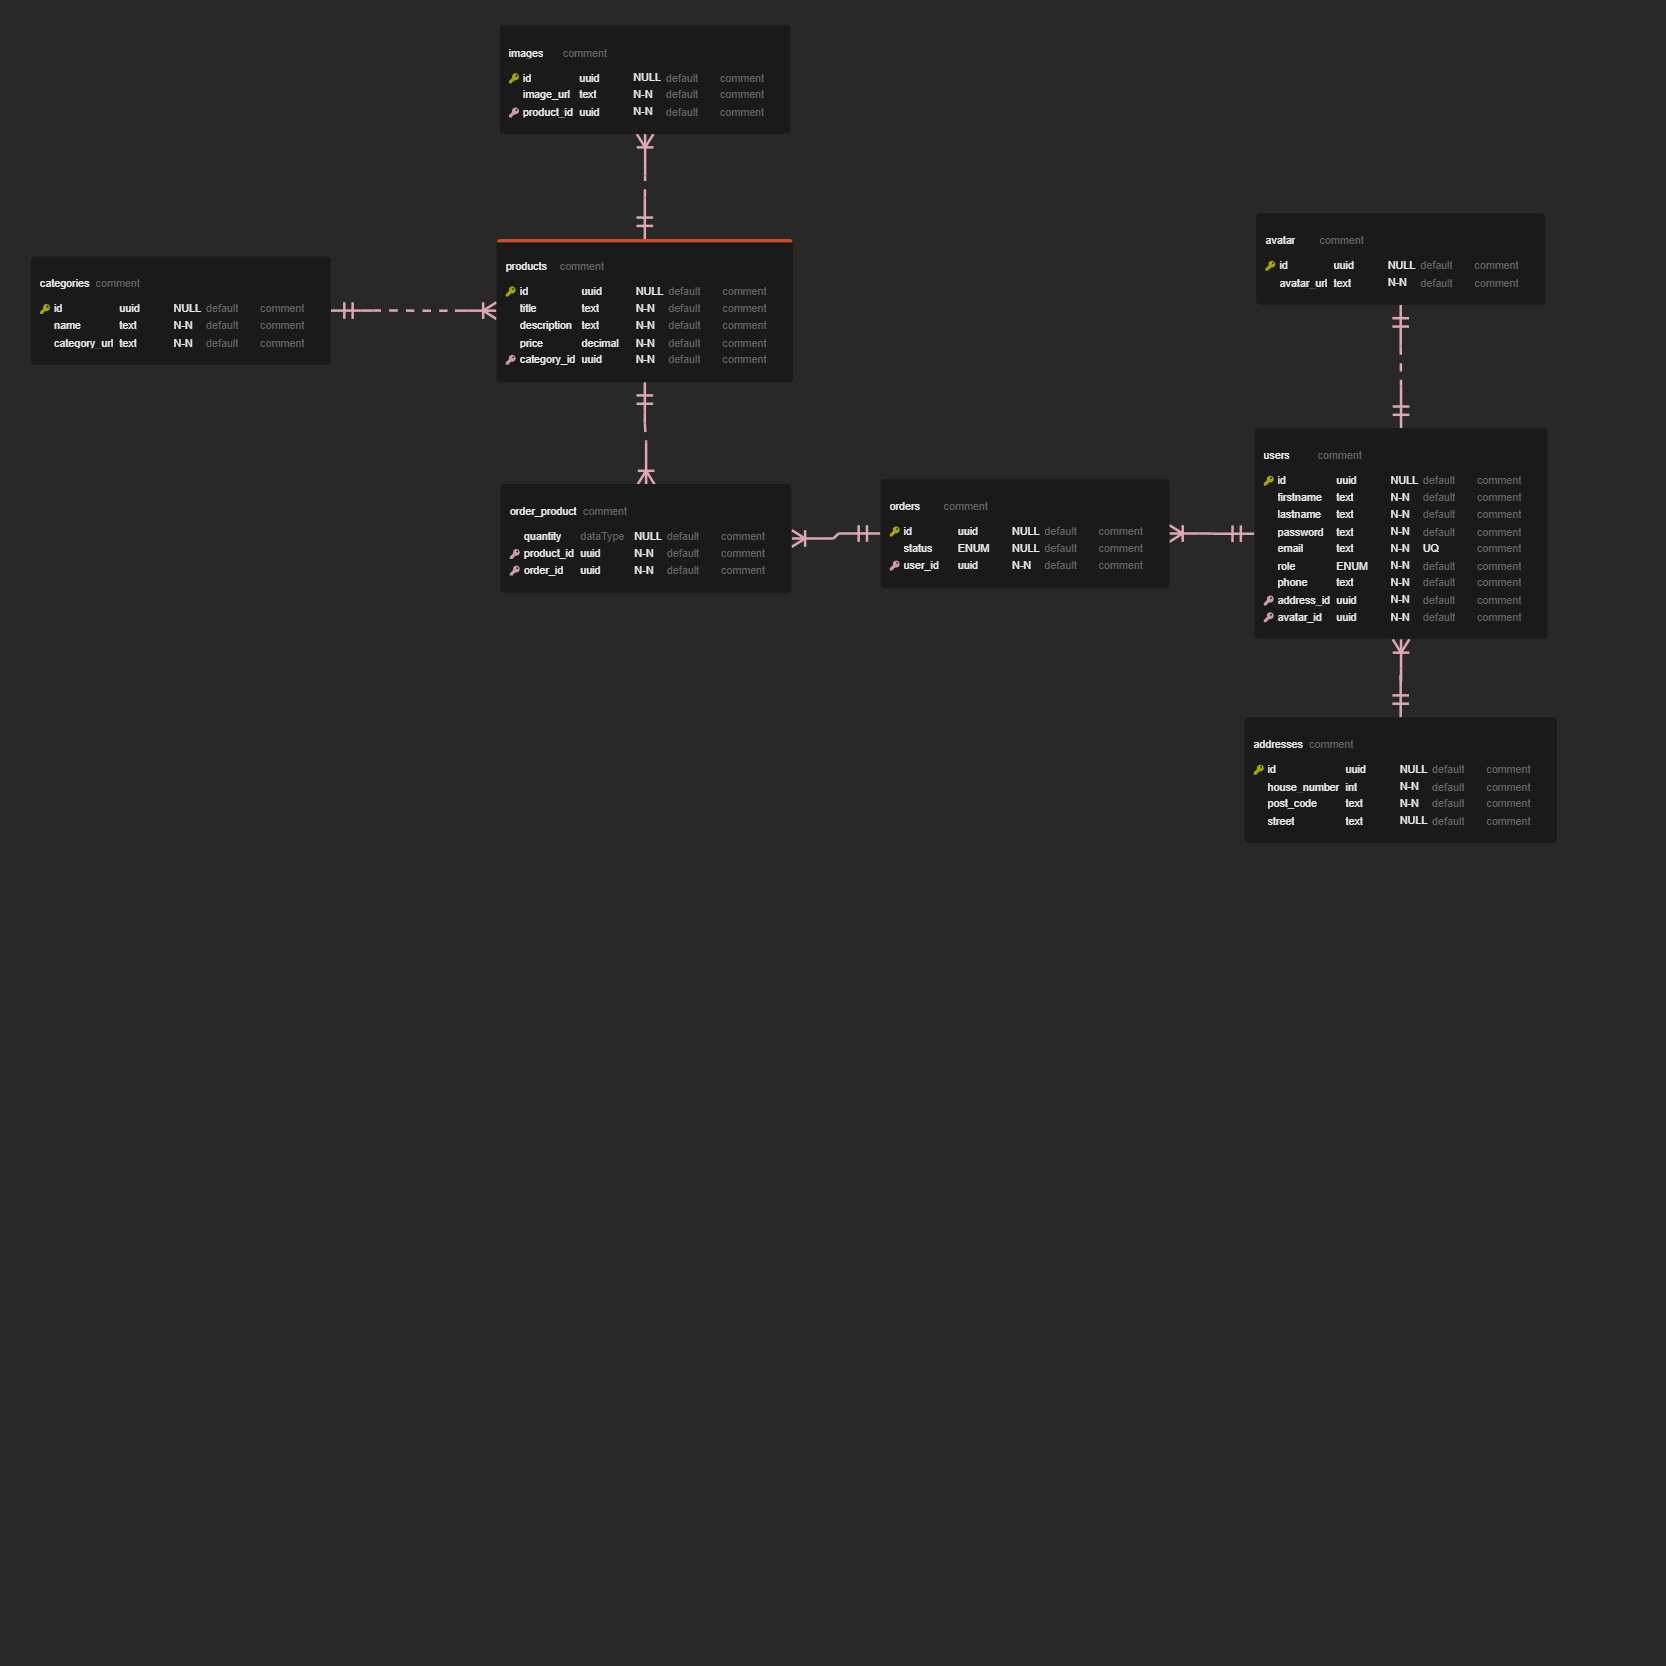 images comment
id uuid NULL default comment
image_url text N-N default comment
product_id uuid N-N default comment
categories comment
id uuid NULL default comment
name text N-N default comment
category_url text N-N default comment
products comment
id uuid NULL default comment
title text N-N default comment
description text N-N default comment
price decimal N-N default comment
category_id uuid N-N default comment
avatar comment
id uuid NULL default comment
avatar_url text N-N default comment
order_product comment
quantity dataType NULL default comment
product_id uuid N-N default comment
order_id uuid N-N default comment
orders comment
id uuid NULL default comment
status ENUM NULL default comment
user_id uuid N-N default comment
users comment
id uuid NULL default comment
firstname text N-N default comment
lastname text N-N default comment
password text N-N default comment
email text N-N UQ comment
role ENUM N-N default comment
phone text N-N default comment
address_id uuid N-N default comment
avatar_id uuid N-N default comment
addresses comment
id uuid NULL default comment
house_number int N-N default comment
post_code text N-N default comment
street text NULL default comment